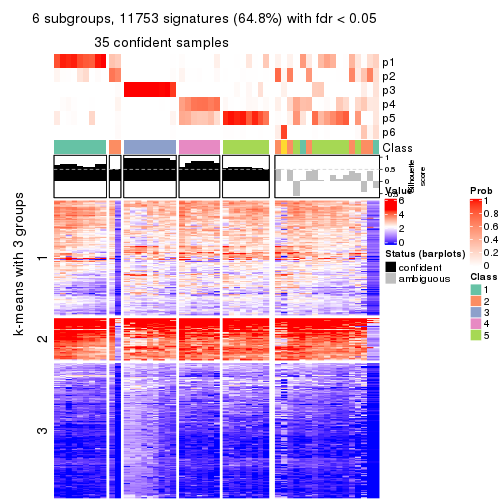 6 subgroups, 11753 signatures (64.8%) with fdr < 0.05
35 confident samples
p1
p2
p3
p4
p5
p6
Class
1
0.5
0
Silhouette
score
k-means with 3 groups
1
2
3
Value
6
4
2
0
Status (barplots)
confident
ambiguous
Prob
1
0.8
0.6
0.4
0.2
0
Class
1
2
3
4
5